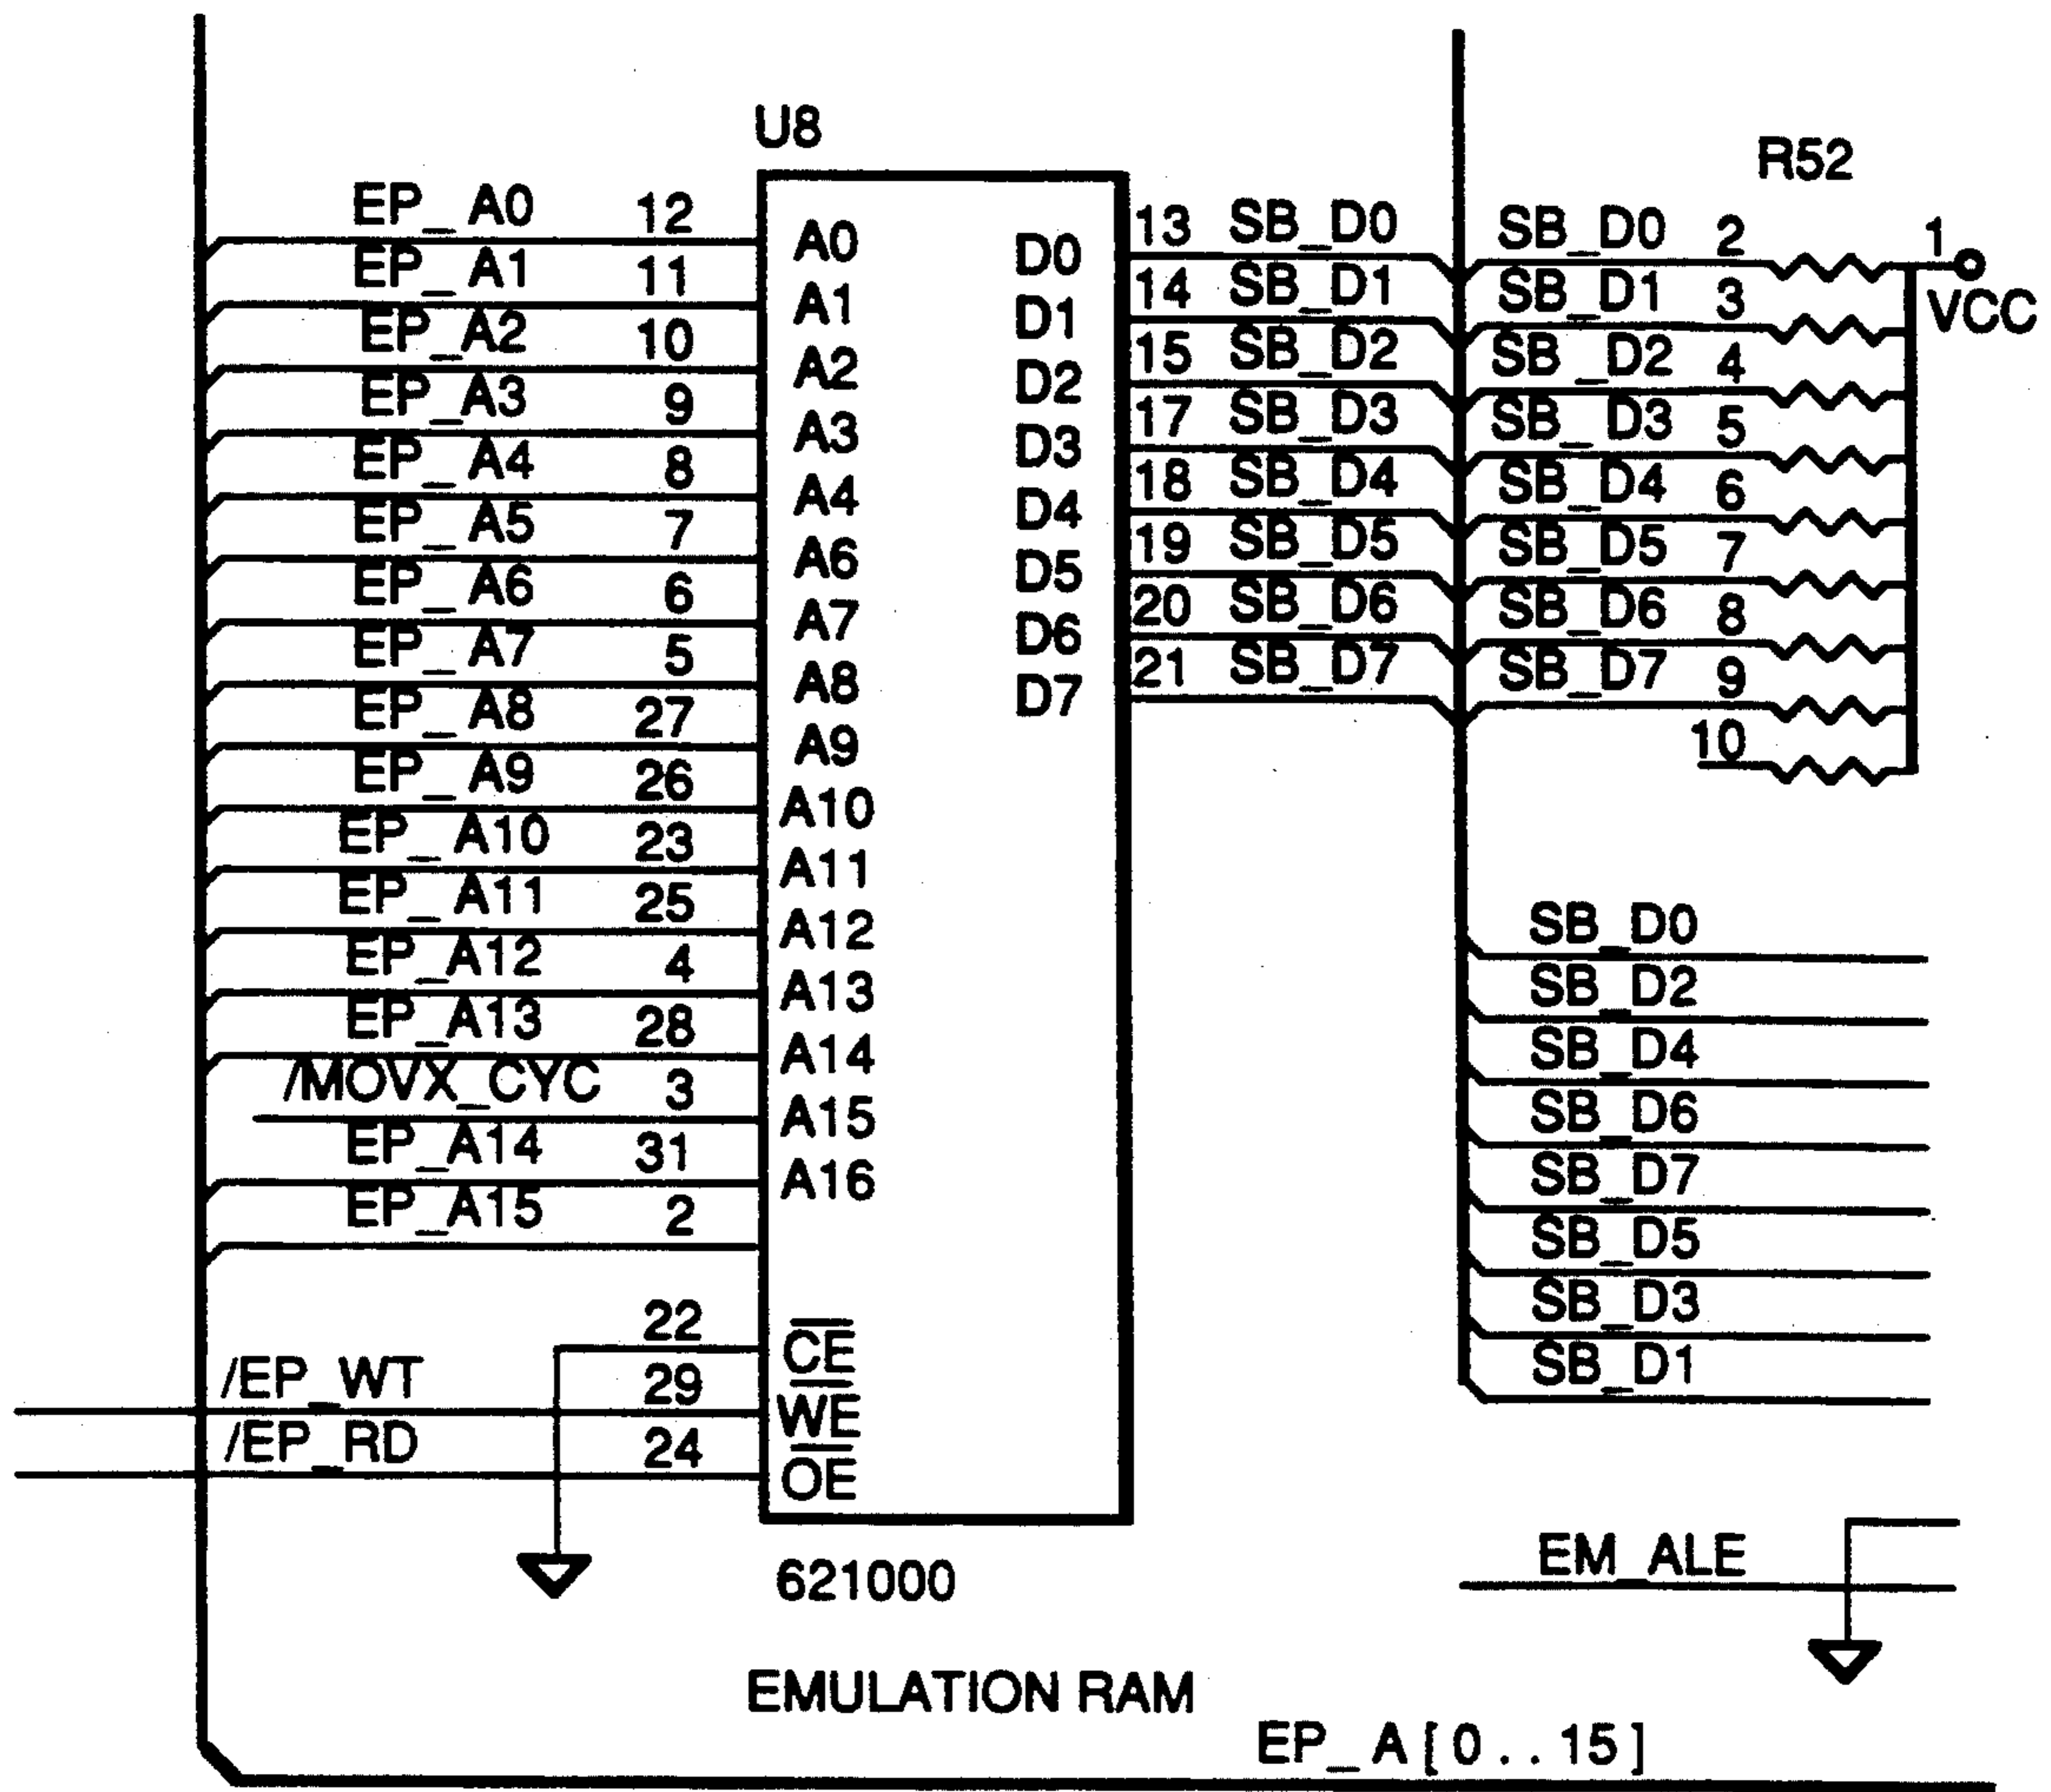 U8
R52
EP_A0 12 A0 D0 13 SB_D0 SB_D0 2 1
VCC
EP_A1 11 A1 D1 14 SB_D1 SB_D1 3
EP_A2 10 A2 D2 15 SB_D2 SB_D2 4
EP_A3 9 A3 D3 17 SB_D3 SB_D3 5
EP_A4 8 A4 D4 18 SB_D4 SB_D4 6
EP_A5 7 A6 D5 19 SB_D5 SB_D5 7
EP_A6 6 A7 D6 20 SB_D6 SB_D6 8
EP_A7 5 A8 D7 21 SB_D7 SB_D7 9
EP_A8 27 A9 10
EP_A9 26 A10
EP_A10 23 A11
EP_A11 25 A12 SB_D0
EP_A12 4 A13 SB_D2
EP_A13 28 A14 SB_D4
/MOVX_CYC 3 A15 SB_D6
EP_A14 31 A16 SB_D7
EP_A15 2 SB_D5
22 CE SB_D3
/EP_WT 29 WE SB_D1
/EP_RD 24 OE
621000
EM_ALE
EMULATION RAM
EP_A[0..15]